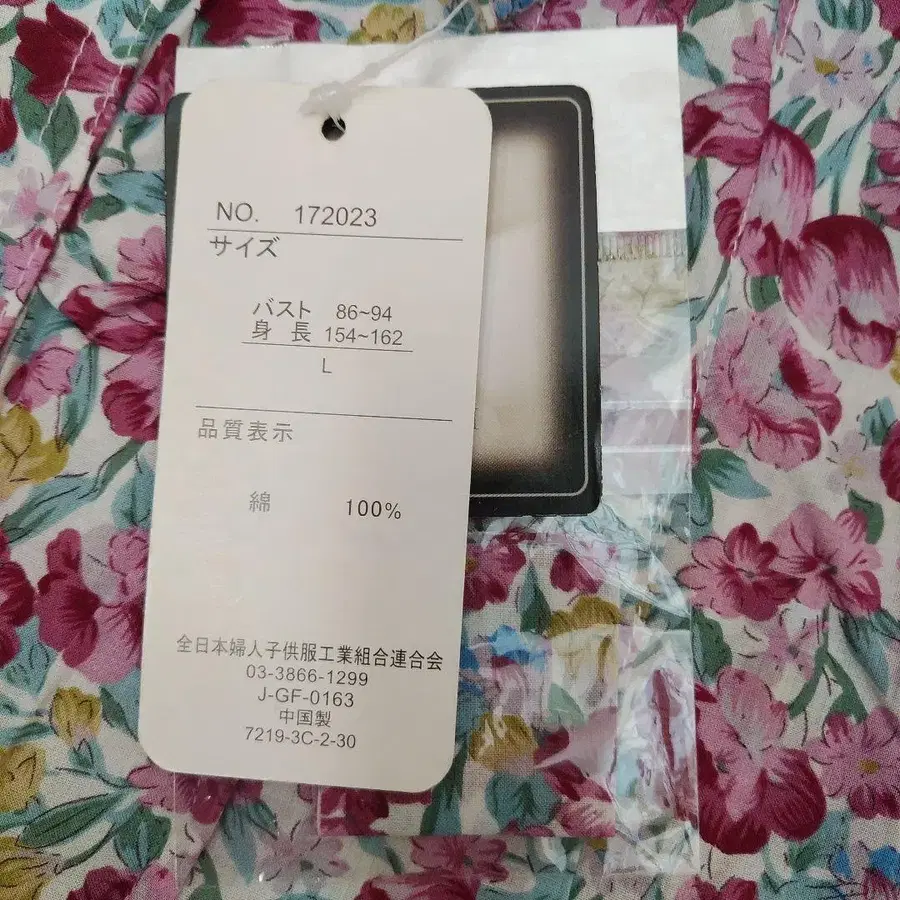 NO. 172023
サイズ
バスト 86~94
身長 154~162
L
品質表示
綿 100%
全日本婦人子供服工業組合連合会
03-3866-1299
J-GF-0163
中国製
7219-3C-2-30